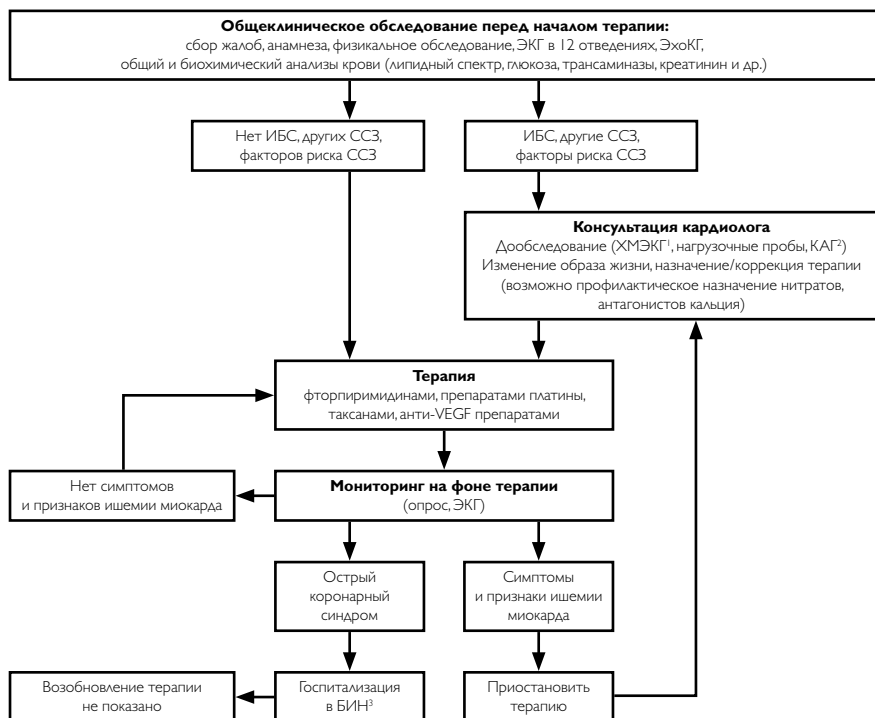 Общеклиническое обследование перед началом терапии:
сбор жалоб, анамнеза, физикальное обследование, ЭКГ в 12 отведениях, ЭхоКГ,
общий и биохимический анализы крови (липидный спектр, глюкоза, трансаминазы, креатинин и др.)
Нет ИБС, других ССЗ,
факторов риска ССЗ
ИБС, другие ССЗ,
факторы риска ССЗ
Консультация кардиолога
Дообследование (ХМЭКГ¹, нагрузочные пробы, КАГ²)
Изменение образа жизни, назначение/коррекция терапии
(возможно профилактическое назначение нитратов,
антагонистов кальция)
Терапия
фторпиримидинами, препаратами платины,
таксанами, анти-VEGF препаратами
Нет симптомов
и признаков ишемии миокарда
Мониторинг на фоне терапии
(опрос, ЭКГ)
Острый
коронарный
синдром
Симптомы
и признаки ишемии
миокарда
Возобновление терапии
не показано
Госпитализация
в БИН³
Приостановить
терапию